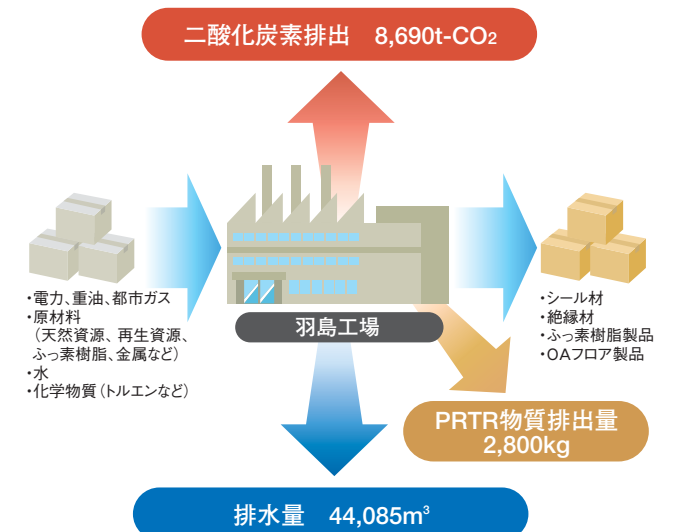 二酸化炭素排出　8,690t-CO₂
・電力、重油、都市ガス
・原材料
（天然資源、再生資源、
ふっ素樹脂、金属など）
・水
・化学物質（トルエンなど）
羽島工場
・シール材
・絶縁材
・ふっ素樹脂製品
・OAフロア製品
PRTR物質排出量
2,800kg
排水量　44,085m³